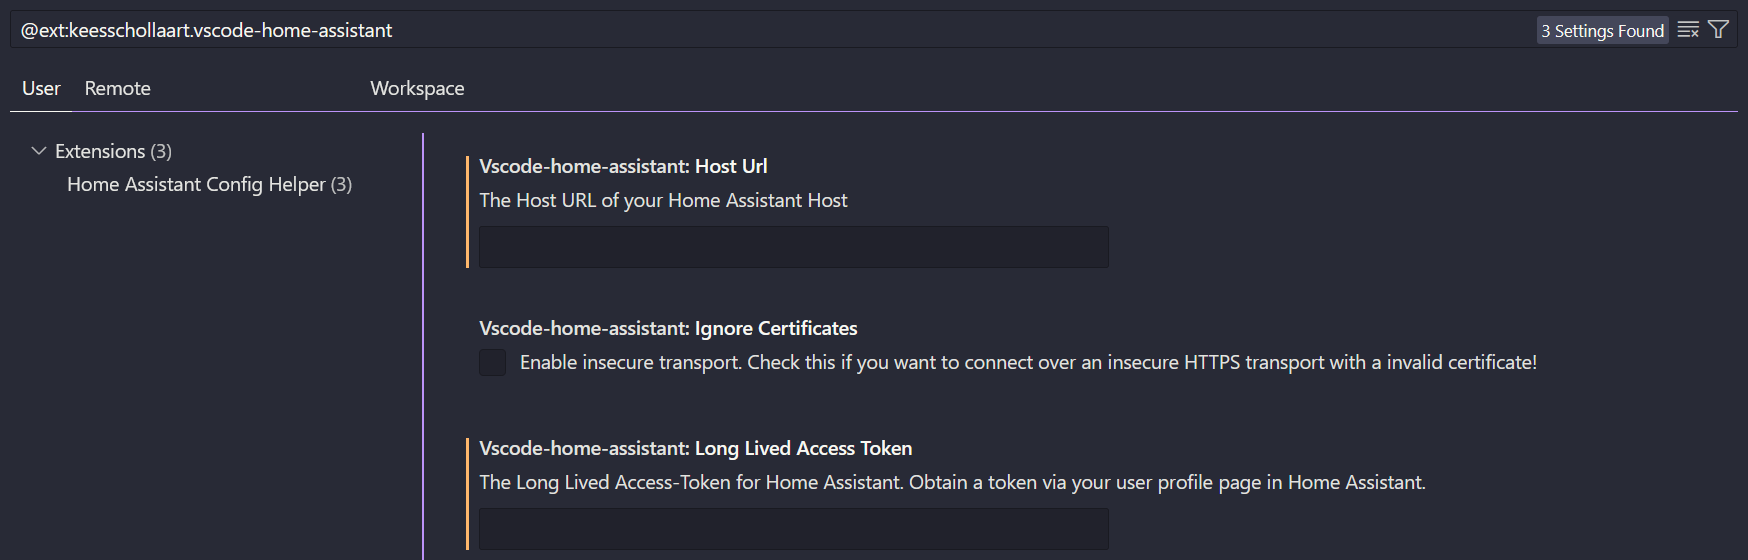 @ext:keesschollaart.vscode-home-assistant
3 Settings Found
User Remote Workspace
Extensions (3)
Home Assistant Config Helper (3)
Vscode-home-assistant: Host Url
The Host URL of your Home Assistant Host
Vscode-home-assistant: Ignore Certificates
Enable insecure transport. Check this if you want to connect over an insecure HTTPS transport with a invalid certificate!
Vscode-home-assistant: Long Lived Access Token
The Long Lived Access-Token for Home Assistant. Obtain a token via your user profile page in Home Assistant.